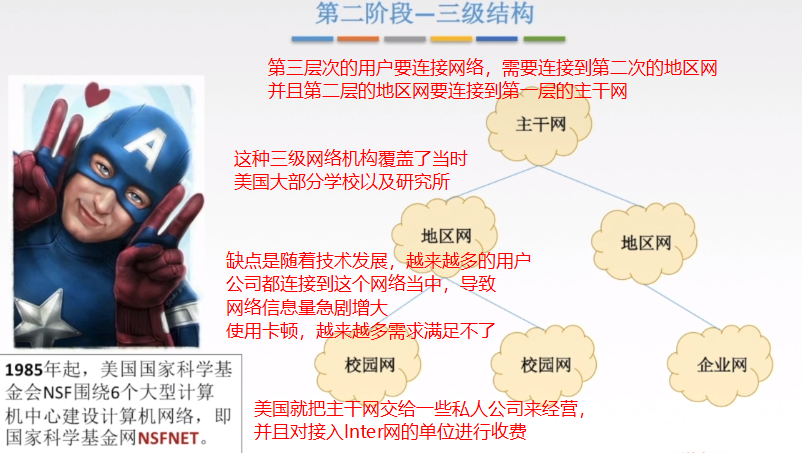 第二阶段—三级结构
第三层次的用户要连接网络，需要连接到第二次的地区网
并且第二层的地区网要连接到第一层的主干网
主干网
这种三级网络机构覆盖了当时
美国大部分学校以及研究所
A
地区网
地区网
缺点是随着技术发展，越来越多的用户
公司都连接到这个网络当中，导致
网络信息量急剧增大
使用卡顿，越来越多需求满足不了
校园网
校园网
企业网
1985年起，美国国家科学基
金会NSF围绕6个大型计算
机中心建设计算机网络，即
国家科学基金网NSFNET。
美国就把主干网交给一些私人公司来经营，
并且对接入Inter网的单位进行收费